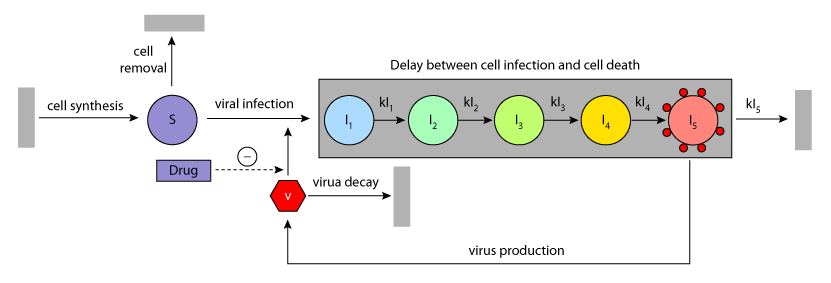 cell
removal
Delay between cell infection and cell death
cell synthesis
S
viral infection
I1
kI1
I2
kI2
I3
kI3
I4
kI4
I5
kI5
Drug
−
v
virua decay
virus production